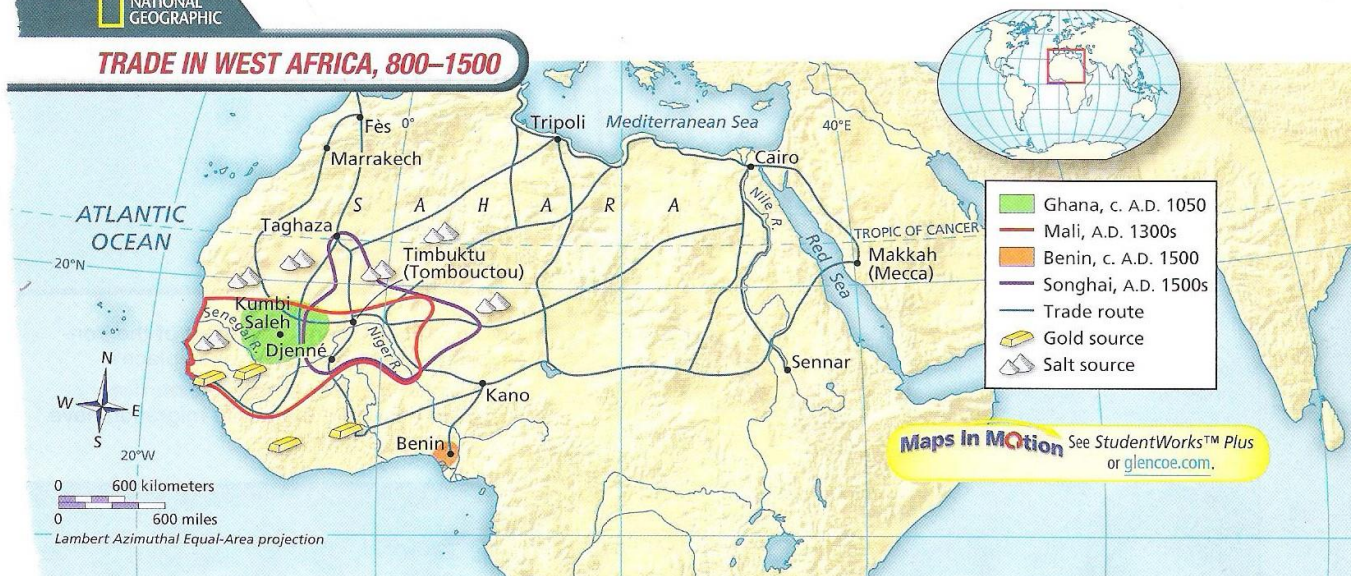 NATIONAL
GEOGRAPHIC
TRADE IN WEST AFRICA, 800–1500
Fès
0°
Marrakech
Tripoli
Mediterranean Sea
40°E
Cairo
ATLANTIC
OCEAN
SAHARA
Nile R.
Taghaza
Timbuktu
(Tombouctou)
Red Sea
TROPIC OF CANCER
Makkah
(Mecca)
20°N
Kumbi
Saleh
Senegal R.
Djenné
Niger R.
Sennar
Kano
Benin
N
W
E
S
20°W
0 600 kilometers
0 600 miles
Lambert Azimuthal Equal-Area projection
Ghana, c. A.D. 1050
Mali, A.D. 1300s
Benin, c. A.D. 1500
Songhai, A.D. 1500s
Trade route
Gold source
Salt source
Maps in Motion See StudentWorks™ Plus
or glencoe.com.